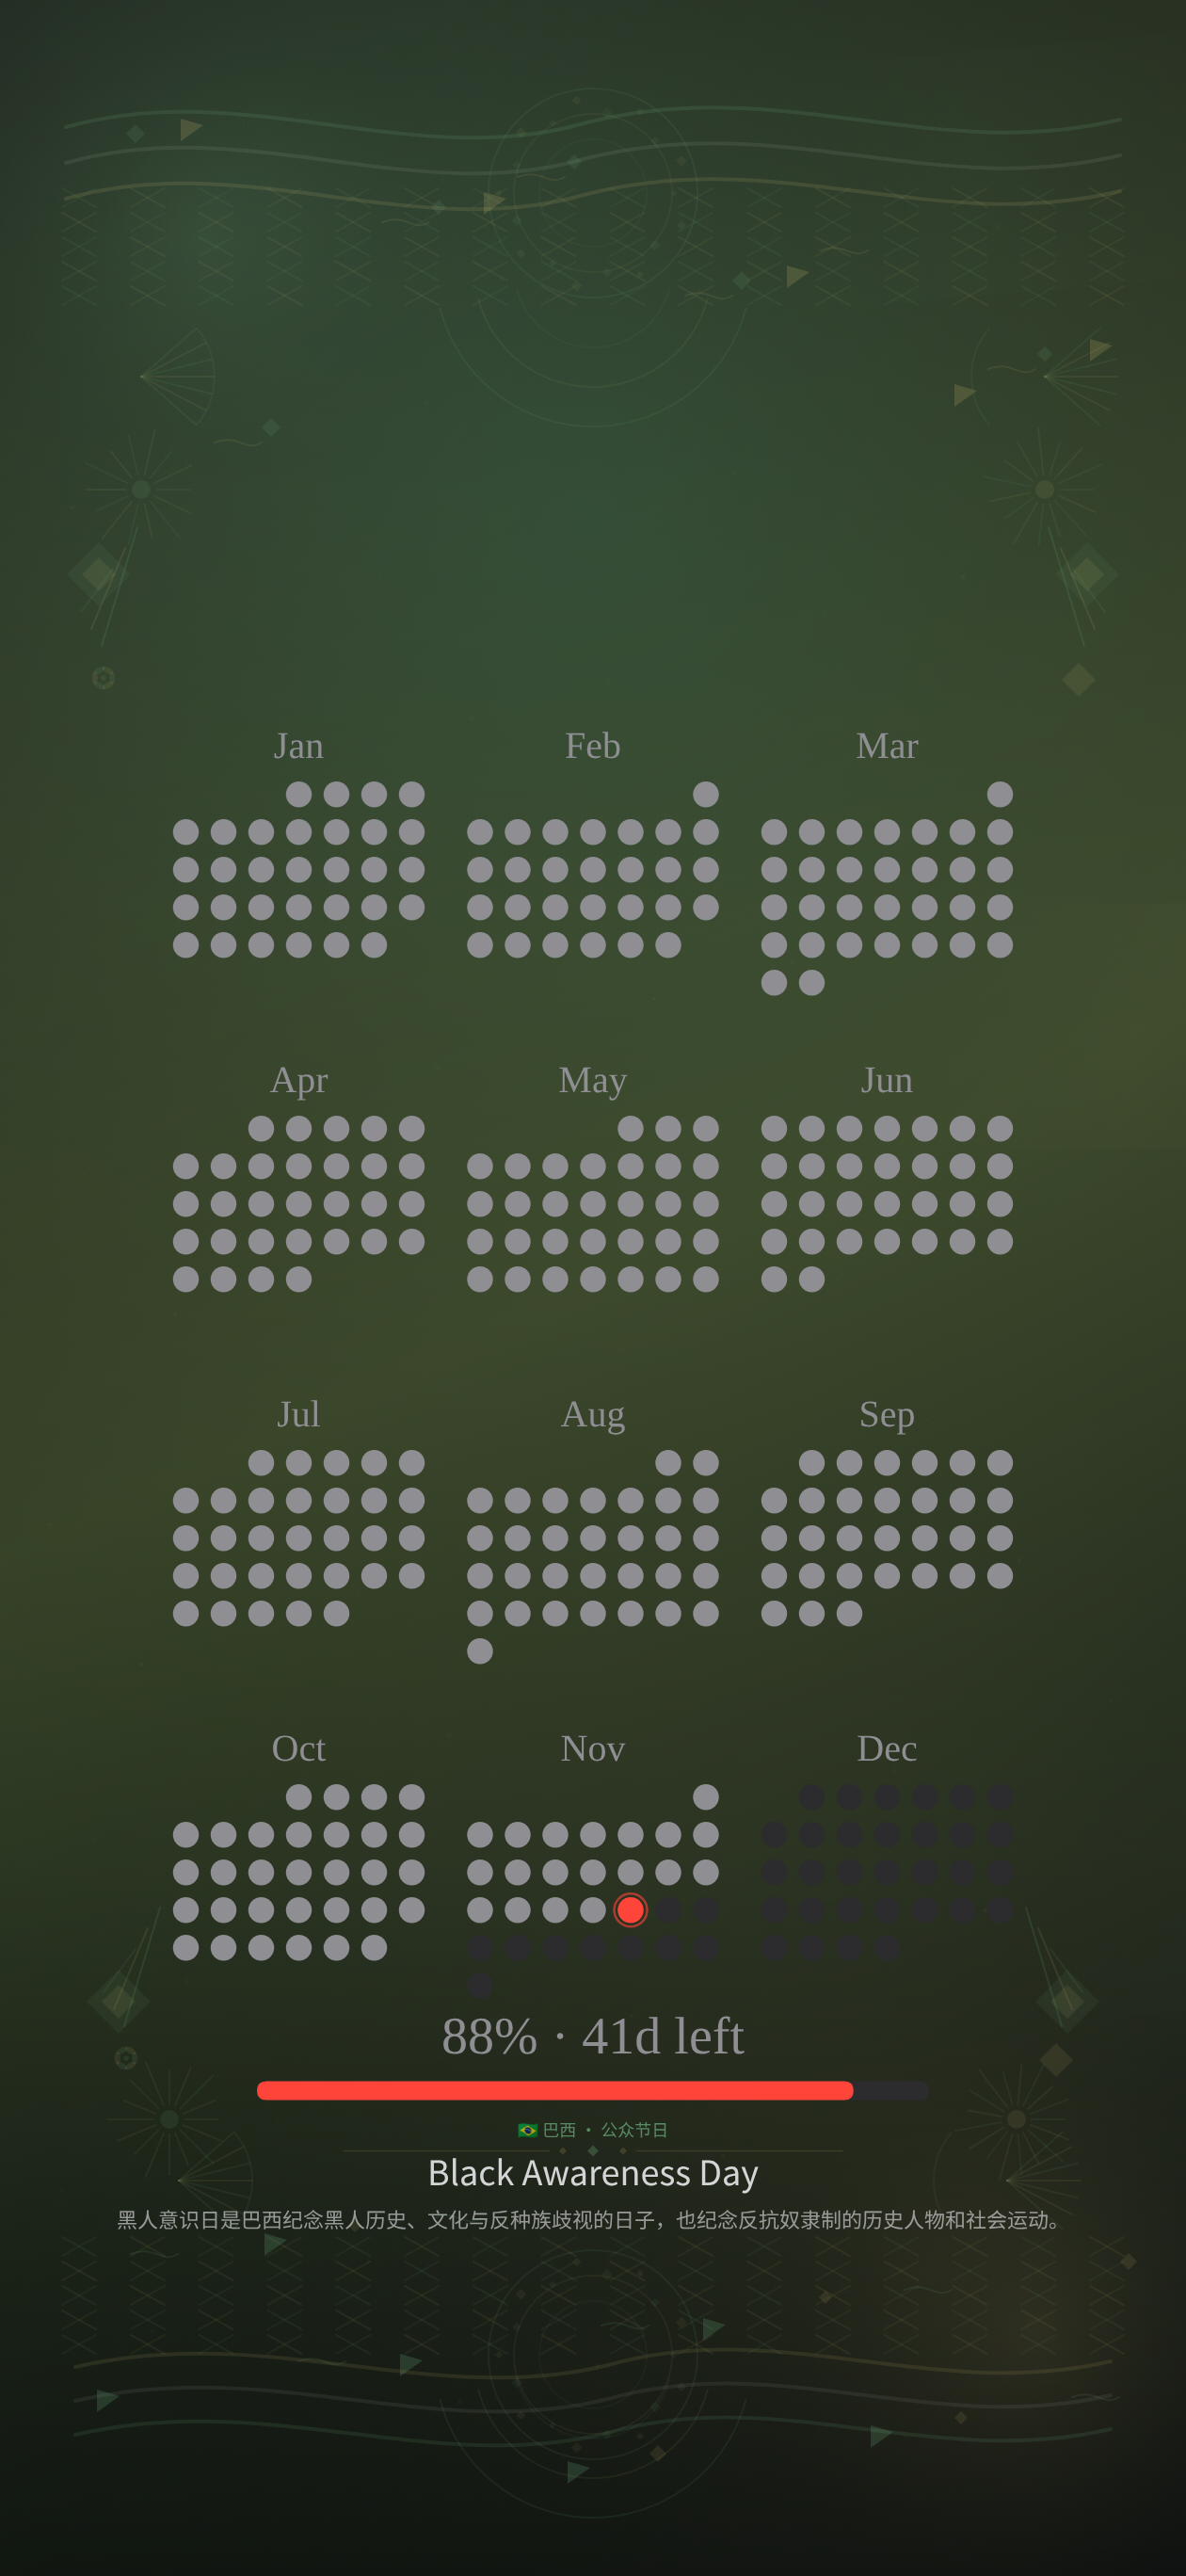 Jan Feb Mar
Apr May Jun
Jul Aug Sep
Oct Nov Dec
88% · 41d left
🇧🇷 巴西 · 公众节日
Black Awareness Day
黑人意识日是巴西纪念黑人历史、文化与反种族歧视的日子，也纪念反抗奴隶制的历史人物和社会运动。